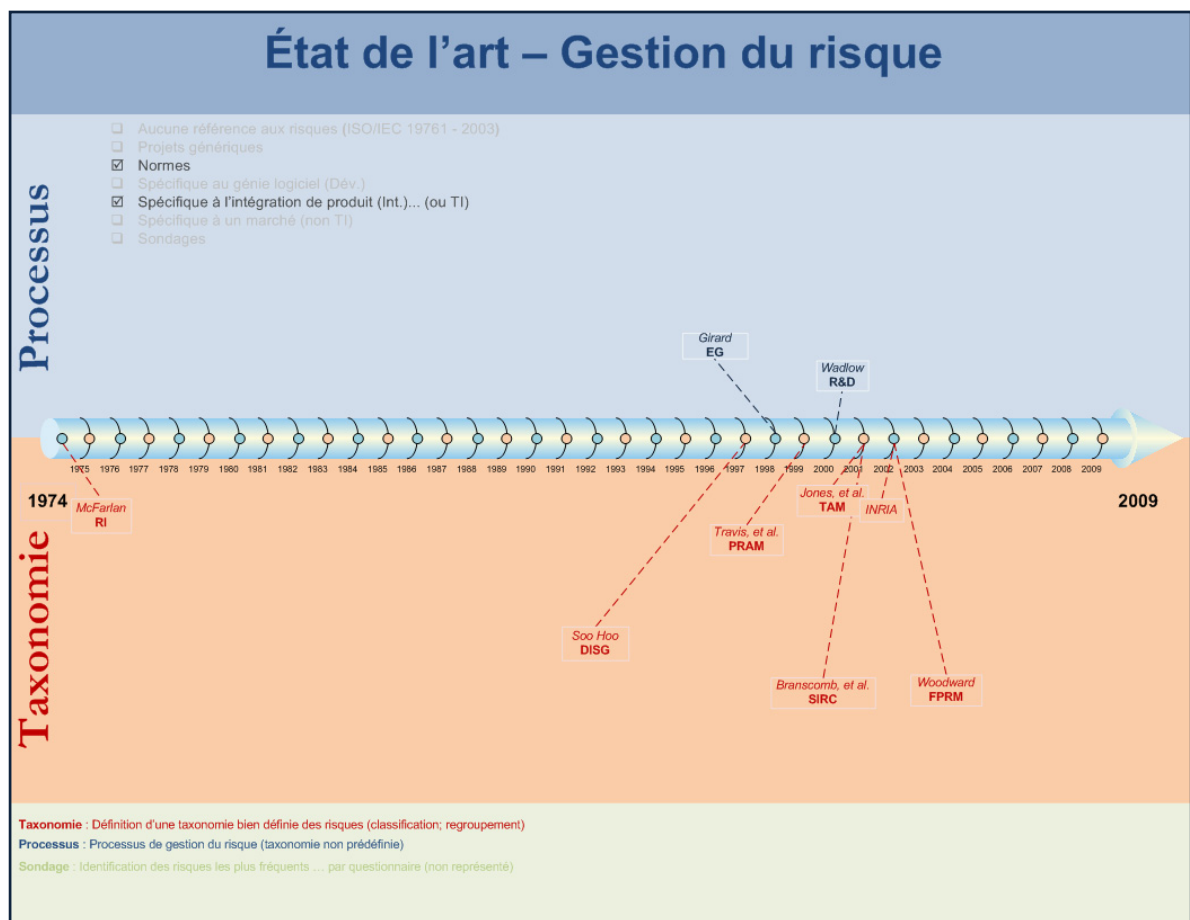 État de l’art – Gestion du risque
Processus
❑ Aucune référence aux risques (ISO/IEC 19761 - 2003)
❑ Projets génériques
☑ Normes
❑ Spécifique au génie logiciel (Dév.)
☑ Spécifique à l’intégration de produit (Int.)... (ou TI)
❑ Spécifique à un marché (non TI)
❑ Sondages
Girard
EG
Wadlow
R&D
1975 1976 1977 1978 1979 1980 1981 1982 1983 1984 1985 1986 1987 1988 1989 1990 1991 1992 1993 1994 1995 1996 1997 1998 1999 2000 2001 2002 2003 2004 2005 2006 2007 2008 2009
1974
2009
Taxonomie
McFarlan
RI
Jones, et al.
TAM
INRIA
Travis, et al.
PRAM
Soo Hoo
DISG
Branscomb, et al.
SIRC
Woodward
FPRM
Taxonomie : Définition d’une taxonomie bien définie des risques (classification; regroupement)
Processus : Processus de gestion du risque (taxonomie non prédéfinie)
Sondage : Identification des risques les plus fréquents … par questionnaire (non représenté)